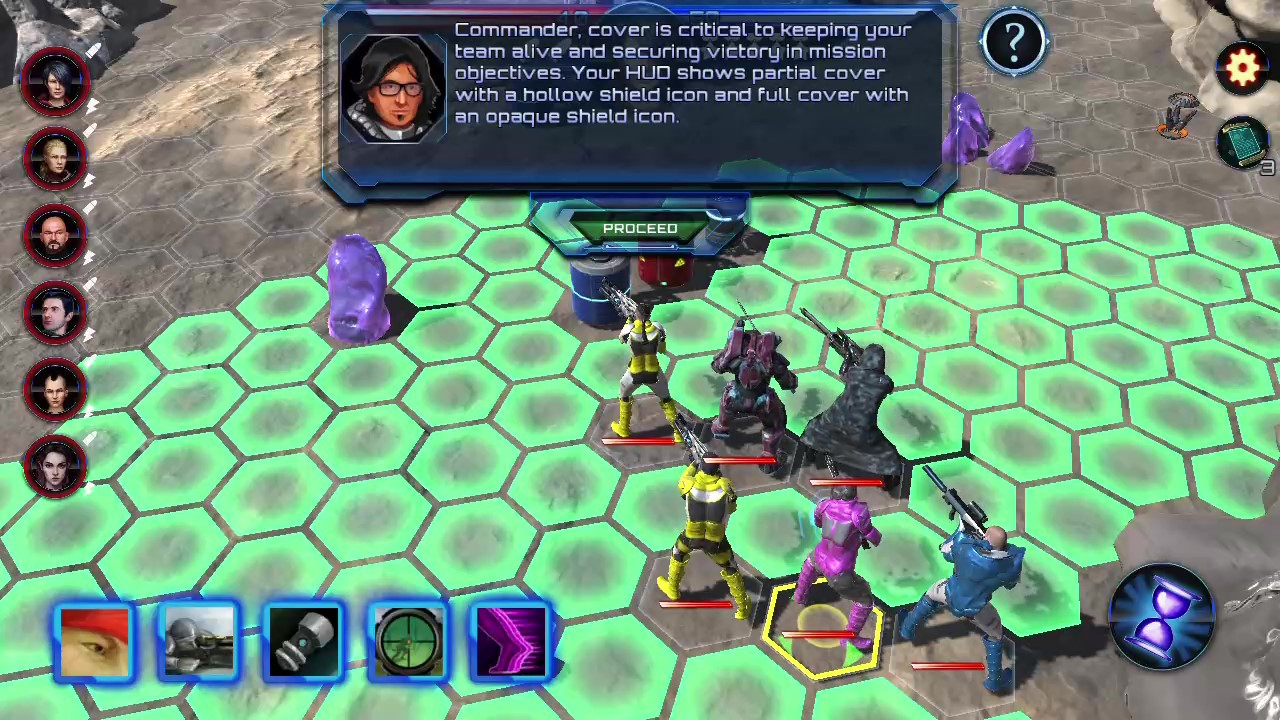 Commander, cover is critical to keeping your
team alive and securing victory in mission
objectives. Your HUD shows partial cover
with a hollow shield icon and full cover with
an opaque shield icon.
?
PROCEED
3